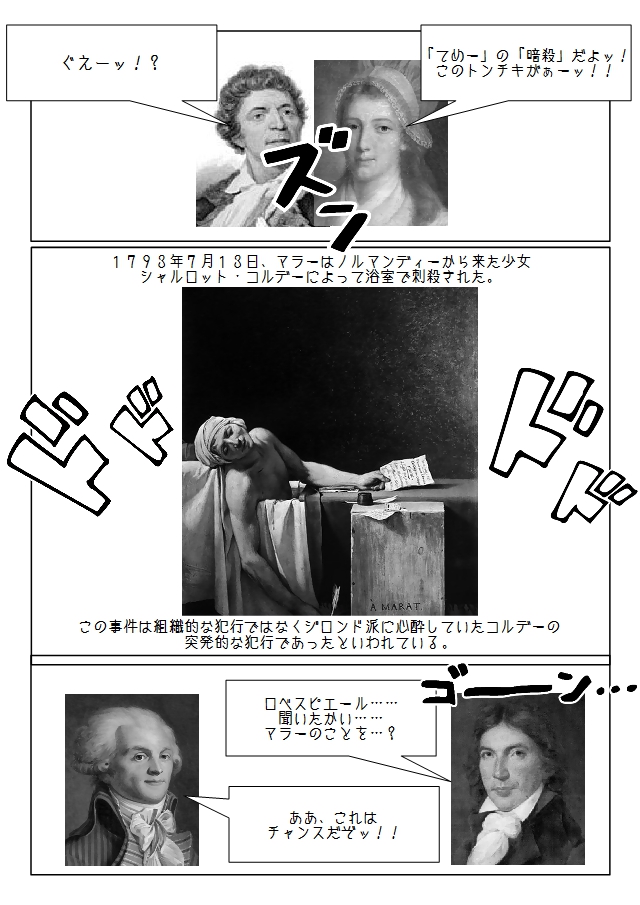 ぐえーッ！？
「てめー」の「暗殺」だよッ！
このトンチキがぁーッ！！
ズン
１７９３年７月１３日、マラーはノルマンディーから来た少女
シャルロット・コルデーによって浴室で刺殺された。
ドド
ドド
À MARAT.
この事件は組織的な犯行ではなくジロンド派に心酔していたコルデーの
突発的な犯行であったといわれている。
ゴーン…
ロベスピエール……
聞いたかい……
マラーのことを…？
ああ、これは
チャンスだぞッ！！